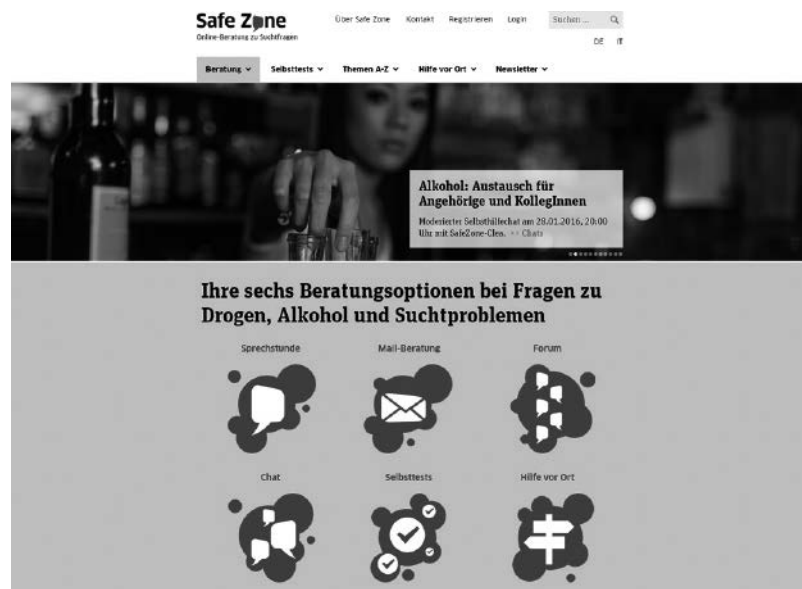 Safe Zone
Online-Beratung zu Suchtfragen
Über Safe Zone Kontakt Registrieren Login Suchen ...
DE IT
Beratung Selbsttests Themen A-Z Hilfe vor Ort Newsletter
Alkohol: Austausch für
Angehörige und KollegInnen
Moderierter Selbsthilfechat am 28.01.2016, 20:00
Uhr mit SafeZone-Clea. >> Chats
Ihre sechs Beratungsoptionen bei Fragen zu
Drogen, Alkohol und Suchtproblemen
Sprechstunde Mail-Beratung Forum
Chat Selbsttests Hilfe vor Ort